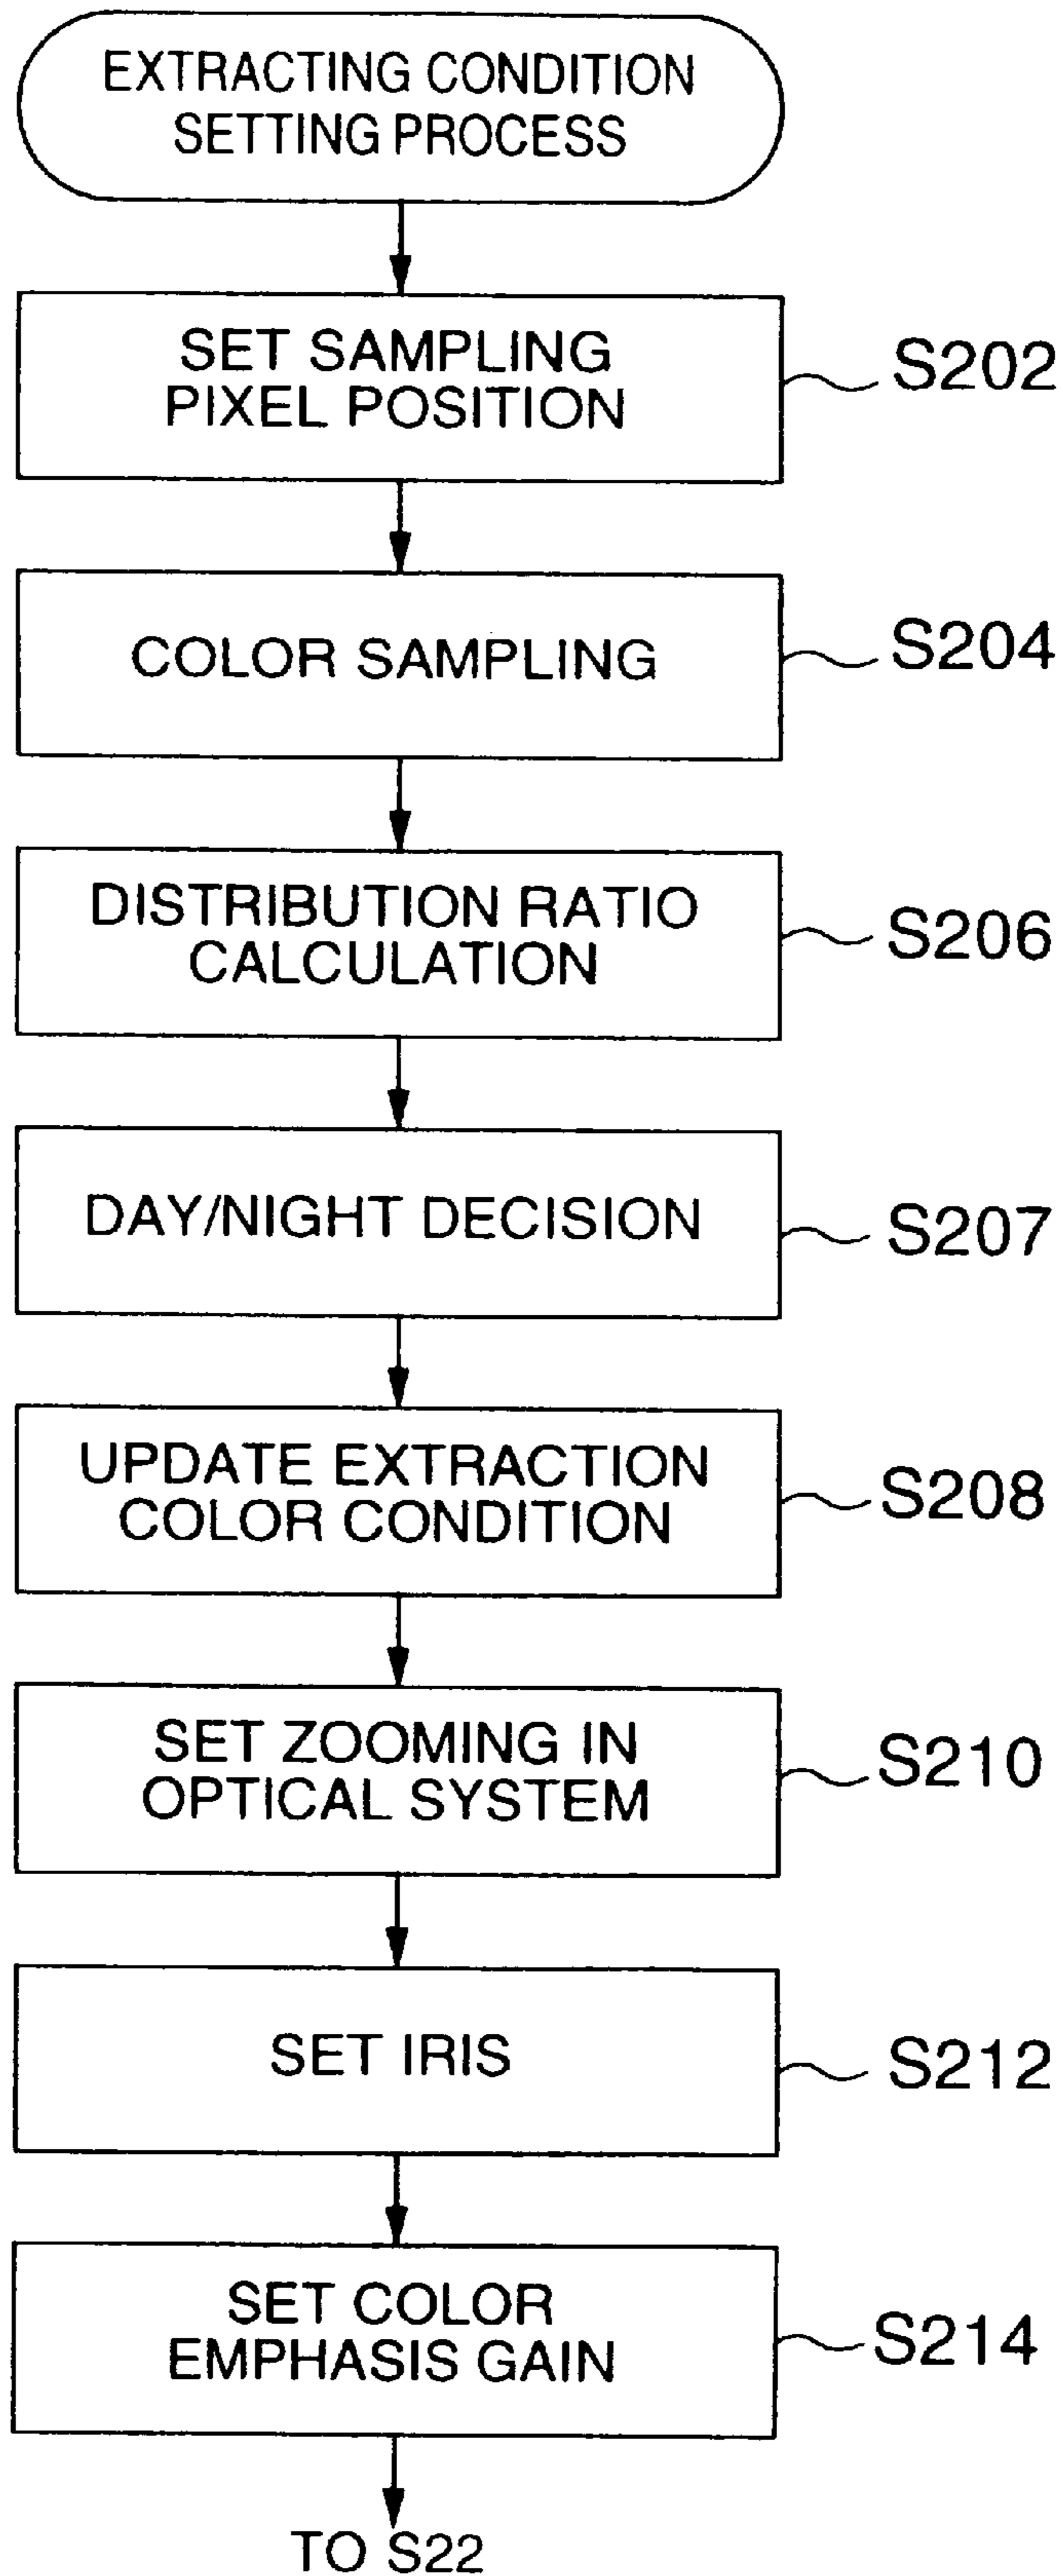 EXTRACTING CONDITION
SETTING PROCESS
SET SAMPLING
PIXEL POSITION
S202
COLOR SAMPLING
S204
DISTRIBUTION RATIO
CALCULATION
S206
DAY/NIGHT DECISION
S207
UPDATE EXTRACTION
COLOR CONDITION
S208
SET ZOOMING IN
OPTICAL SYSTEM
S210
SET IRIS
S212
SET COLOR
EMPHASIS GAIN
S214
TO S22